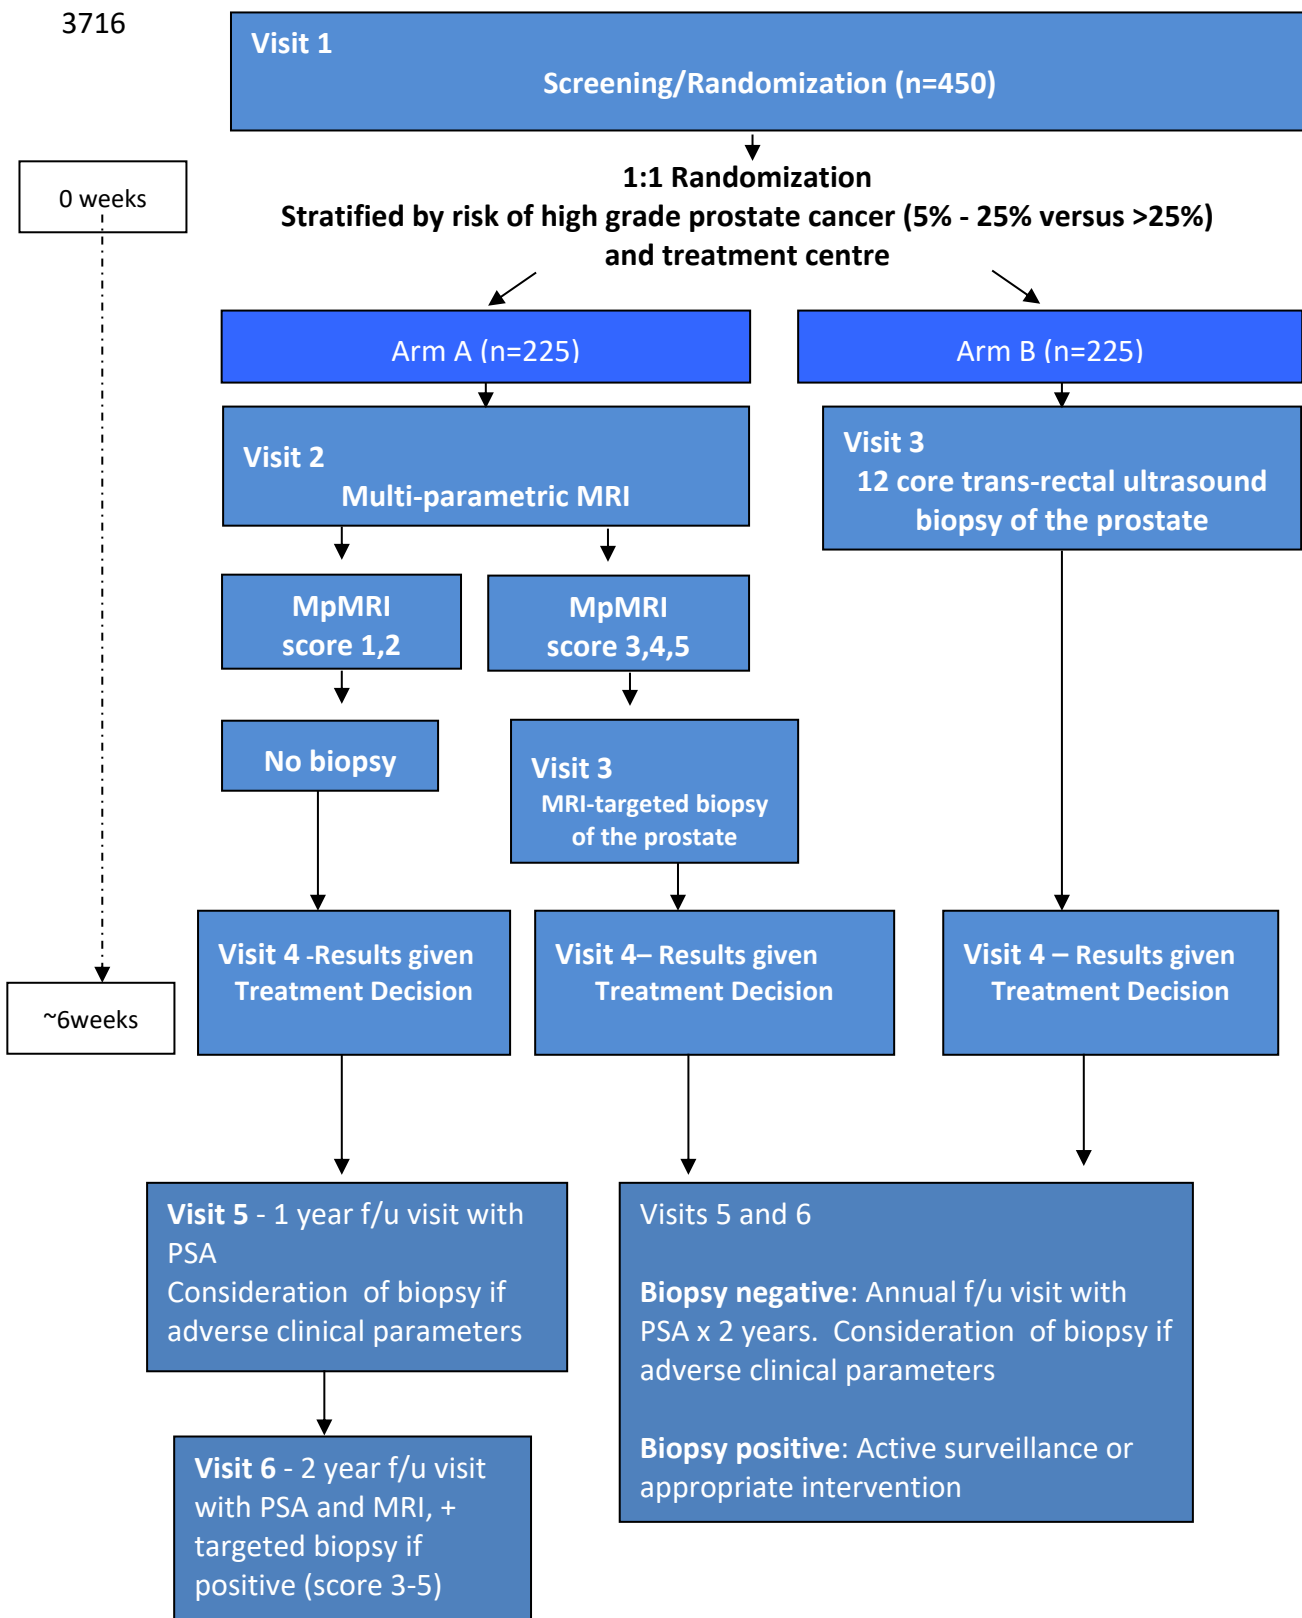 3716
Visit 1
Screening/Randomization (n=450)
0 weeks
1:1 Randomization
Stratified by risk of high grade prostate cancer (5% - 25% versus >25%)
and treatment centre
Arm A (n=225)
Arm B (n=225)
Visit 2
Multi-parametric MRI
Visit 3
12 core trans-rectal ultrasound
biopsy of the prostate
MpMRI
score 1,2
MpMRI
score 3,4,5
No biopsy
Visit 3
MRI-targeted biopsy
of the prostate
Visit 4 -Results given
Treatment Decision
Visit 4– Results given
Treatment Decision
Visit 4 – Results given
Treatment Decision
~6weeks
Visit 5 - 1 year f/u visit with
PSA
Consideration  of biopsy if
adverse clinical parameters
Visits 5 and 6
Biopsy negative: Annual f/u visit with
PSA x 2 years.  Consideration  of biopsy if
adverse clinical parameters
Biopsy positive: Active surveillance or
appropriate intervention
Visit 6 - 2 year f/u visit
with PSA and MRI, +
targeted biopsy if
positive (score 3-5)